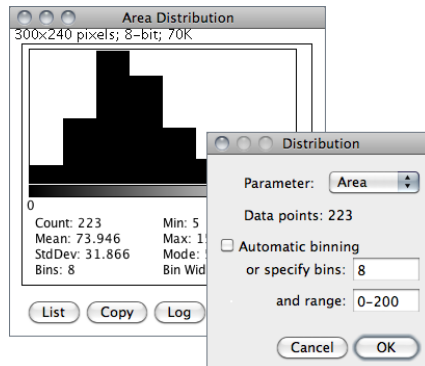 Area Distribution
300x240 pixels; 8-bit; 70K
0
Count: 223 Min: 5
Mean: 73.946 Max:
StdDev: 31.866 Mode:
Bins: 8 Bin
List Copy Log
Distribution
Parameter: Area
Data points: 223
Automatic binning
or specify bins: 8
and range: 0-200
Cancel OK